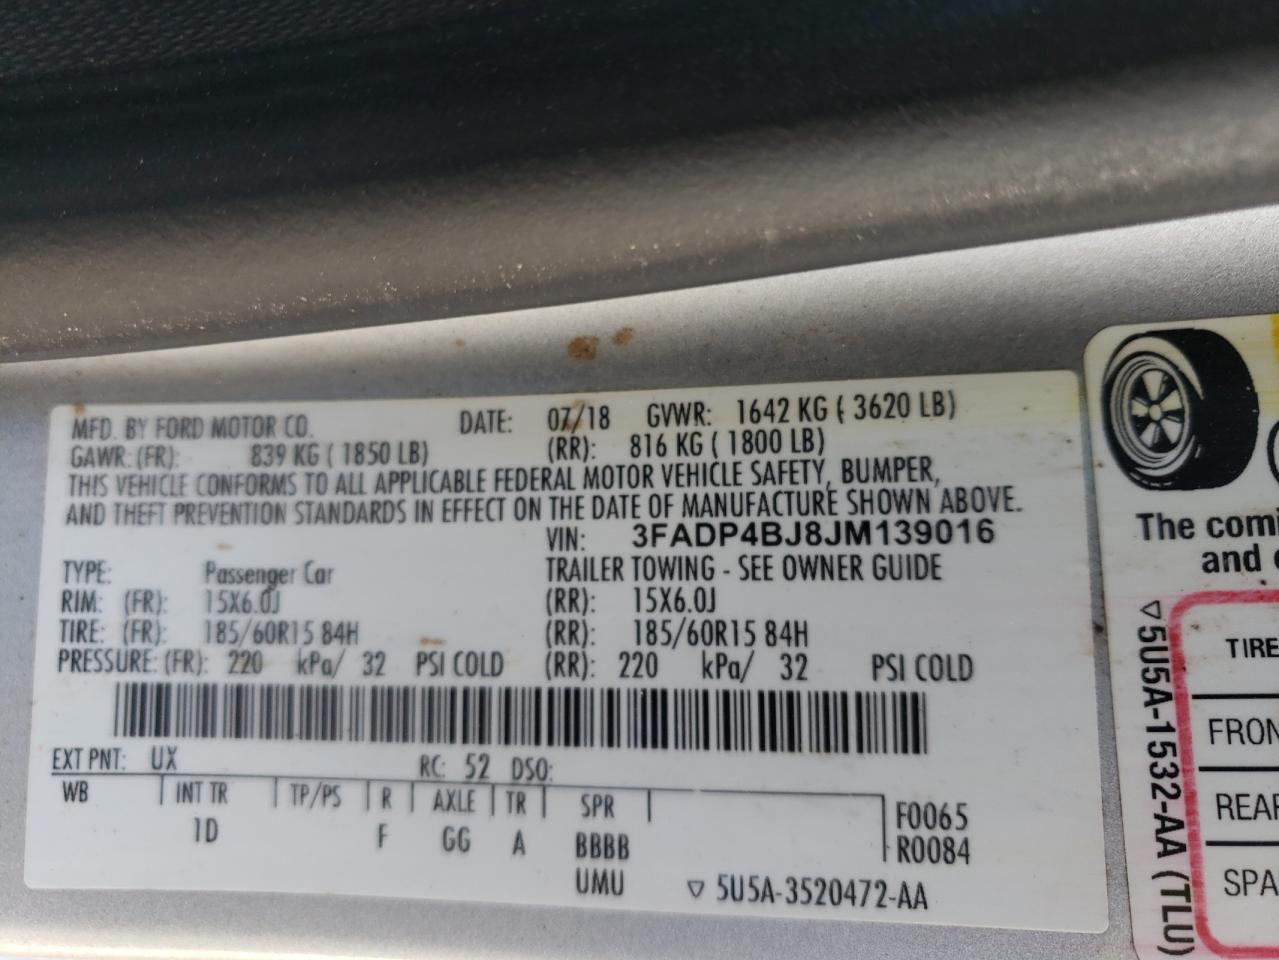 MFD. BY FORD MOTOR CO. DATE: 07/18 GVWR: 1642 KG ( 3620 LB)
GAWR: (FR): 839 KG ( 1850 LB) (RR): 816 KG ( 1800 LB)
THIS VEHICLE CONFORMS TO ALL APPLICABLE FEDERAL MOTOR VEHICLE SAFETY, BUMPER,
AND THEFT PREVENTION STANDARDS IN EFFECT ON THE DATE OF MANUFACTURE SHOWN ABOVE.
VIN: 3FADP4BJ8JM139016
TYPE: Passenger Car TRAILER TOWING - SEE OWNER GUIDE
RIM: (FR): 15X6.0J (RR): 15X6.0J
TIRE: (FR): 185/60R15 84H (RR): 185/60R15 84H
PRESSURE: (FR): 220 kPa/ 32 PSI COLD (RR): 220 kPa/ 32 PSI COLD
EXT PNT: UX RC: 52 DSO:
WB INT TR TP/PS R AXLE TR SPR F0065
1D F GG A BBBB R0084
UMU ▽ 5U5A-3520472-AA
The
and
▽5U5A-1532-AA (TLU)
TIRE